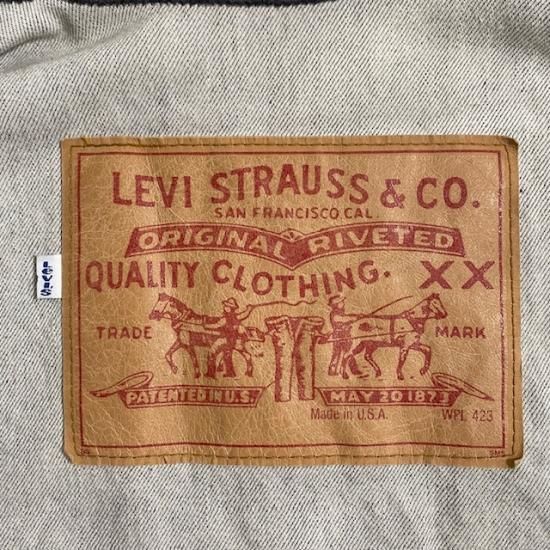 LEVI STRAUSS & CO.
SAN FRANCISCO CAL.
ORIGINAL RIVETED
QUALITY CLOTHING. XX
TRADE MARK
PATENTED IN U.S. MAY 20 1873
Made in U.S.A. WPL 423